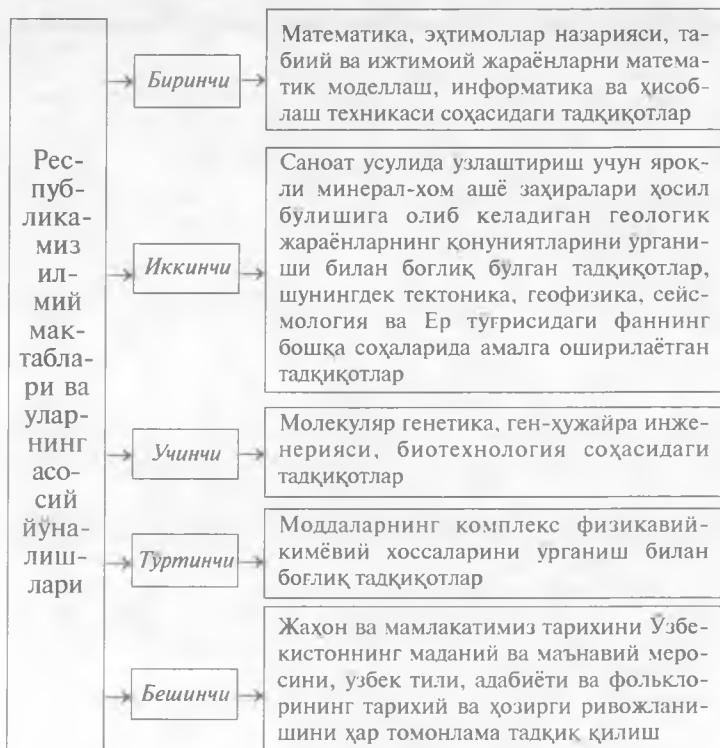 Рес-
пуб-
лика-
миз
ил-
мий
мак-
табла-
ри ва
улар-
нинг
асо-
сий
йўна-
лиш-
лари
Биринчи
Математика, эҳтимоллар назарияси, та-
биий ва ижтимоий жараёнларни матема-
тик моделлаш, информатика ва ҳисоб-
лаш техникаси соҳасидаги тадқиқотлар
Иккинчи
Саноат усулида узлаштириш учун яроқ-
ли минерал-хом ашё заҳиралари ҳосил
бўлишига олиб келадиган геологик
жараёнларнинг қонуниятларини ўргани-
ши билан боғлиқ бўлган тадқиқотлар,
шунингдек тектоника, геофизика, сейс-
мология ва Ер туғрисидаги фаннинг
бошқа соҳаларида амалга оширилаётган
тадқиқотлар
Учинчи
Молекуляр генетика, ген-ҳужайра инже-
нерияси, биотехнология соҳасидаги
тадқиқотлар
Тўртинчи
Моддаларнинг комплекс физикавий-
кимёвий хоссаларини ўрганиш билан
боғлиқ тадқиқотлар
Бешинчи
Жаҳон ва мамлакатимиз тарихини Ўзбе-
кистоннинг маданий ва маънавий меро-
сини, узбек тили, адабиёти ва фолькло-
рининг тарихий ва ҳозирги ривожлани-
шини ҳар томонлама тадқиқ қилиш